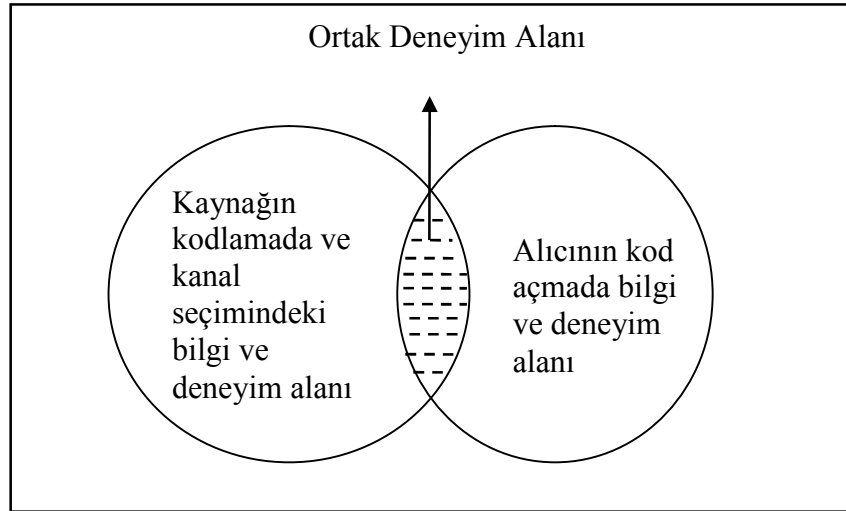 Ortak Deneyim Alanı
Kaynağın
kodlamada ve
kanal
seçimindeki
bilgi ve
deneyim alanı
Alıcının kod
açmada bilgi
ve deneyim
alanı